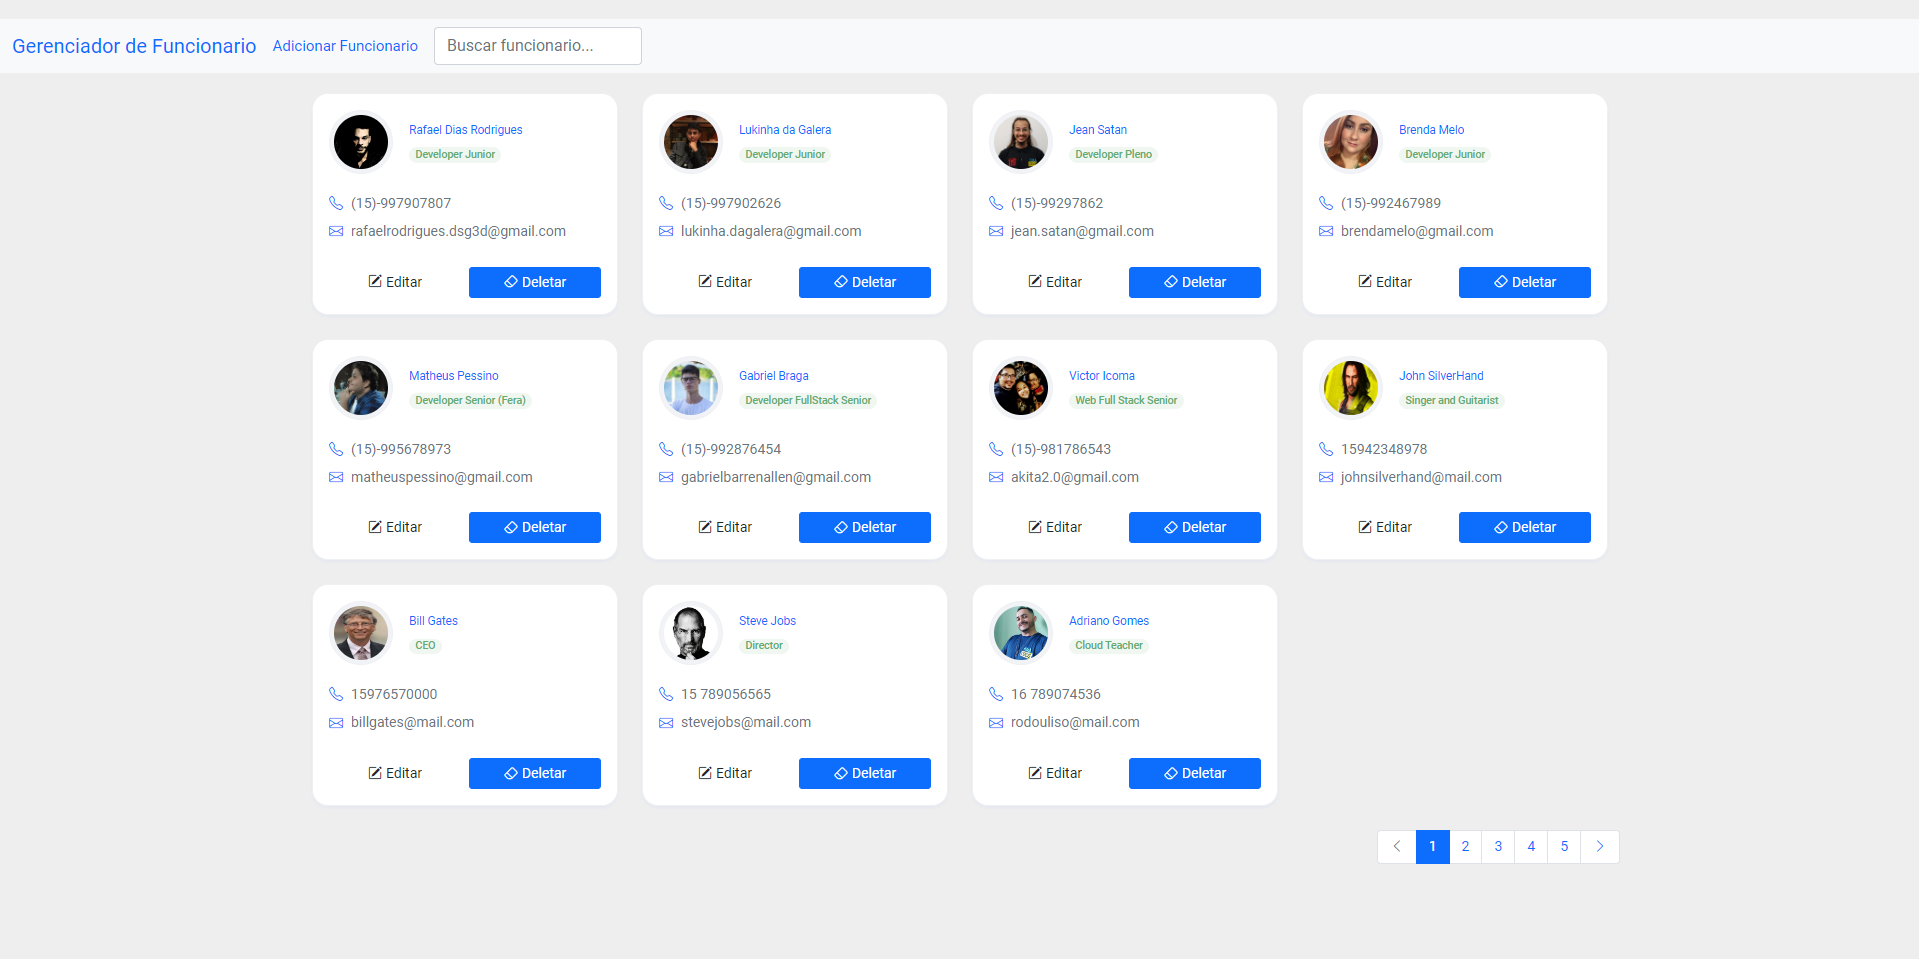 Gerenciador de Funcionario Adicionar Funcionario Buscar funcionario...
Rafael Dias Rodrigues
Developer Junior
(15)-997907807
rafaelrodrigues.dsg3d@gmail.com
Editar Deletar
Lukinha da Galera
Developer Junior
(15)-997902626
lukinha.dagalera@gmail.com
Editar Deletar
Jean Satan
Developer Pleno
(15)-99297862
jean.satan@gmail.com
Editar Deletar
Brenda Melo
Developer Junior
(15)-992467989
brendamelo@gmail.com
Editar Deletar
Matheus Pessino
Developer Senior (Fera)
(15)-995678973
matheuspessino@gmail.com
Editar Deletar
Gabriel Braga
Developer FullStack Senior
(15)-992876454
gabrielbarrenallen@gmail.com
Editar Deletar
Victor Icoma
Web Full Stack Senior
(15)-981786543
akita2.0@gmail.com
Editar Deletar
John SilverHand
Singer and Guitarist
15942348978
johnsilverhand@mail.com
Editar Deletar
Bill Gates
CEO
15976570000
billgates@mail.com
Editar Deletar
Steve Jobs
Director
15 789056565
stevejobs@mail.com
Editar Deletar
Adriano Gomes
Cloud Teacher
16 789074536
rodouliso@mail.com
Editar Deletar
1 2 3 4 5